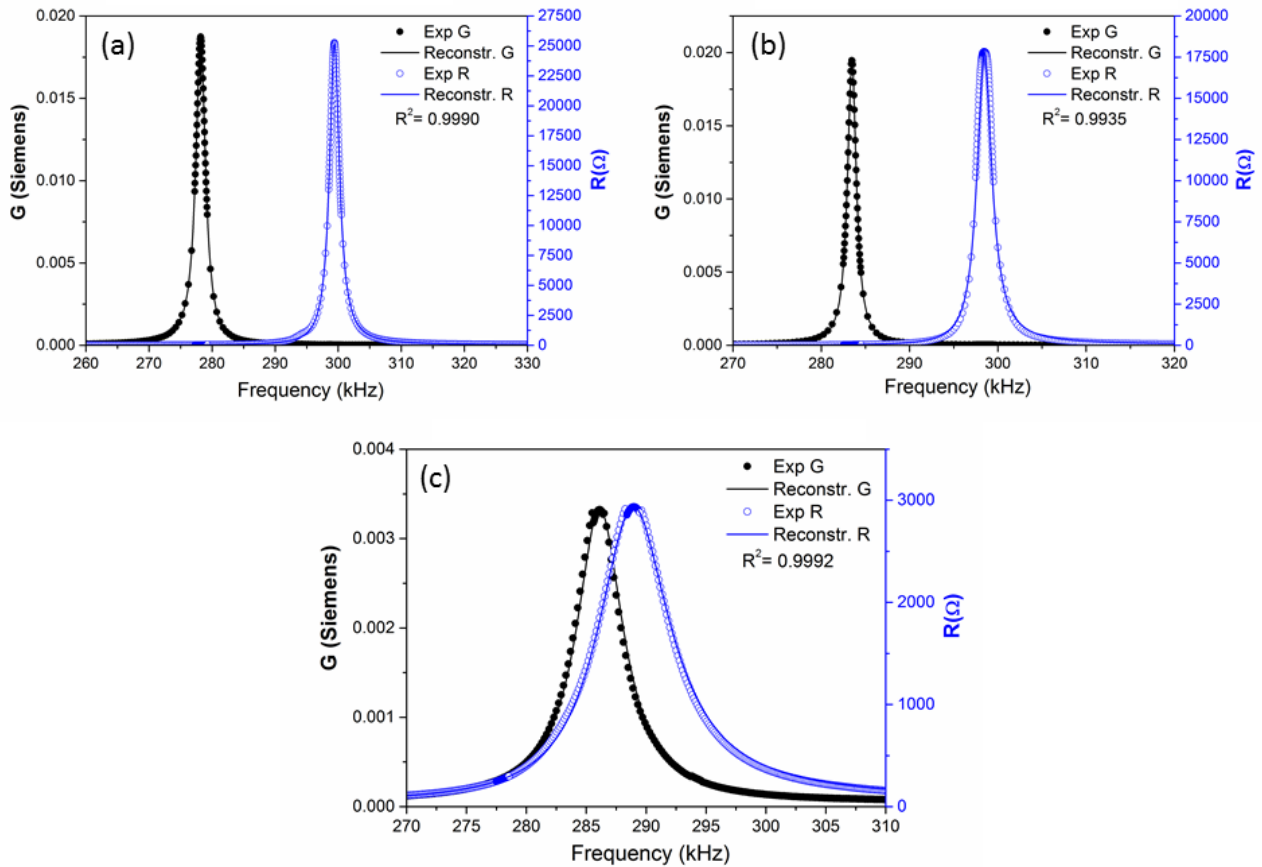 (a)
0.020
0.015
0.010
0.005
0.000
G (Siemens)
260 270 280 290 300 310 320 330
Frequency (kHz)
27500
25000
22500
20000
17500
15000
12500
10000
7500
5000
2500
0
R(Ω)
Exp G
Reconstr. G
Exp R
Reconstr. R
R²= 0.9990
(b)
0.020
0.015
0.010
0.005
0.000
G (Siemens)
270 280 290 300 310 320
Frequency (kHz)
20000
17500
15000
12500
10000
7500
5000
2500
0
R(Ω)
Exp G
Reconstr. G
Exp R
Reconstr. R
R²= 0.9935
(c)
0.004
0.003
0.002
0.001
0.000
G (Siemens)
270 275 280 285 290 295 300 305 310
Frequency (kHz)
3000
2000
1000
0
R(Ω)
Exp G
Reconstr. G
Exp R
Reconstr. R
R²= 0.9992